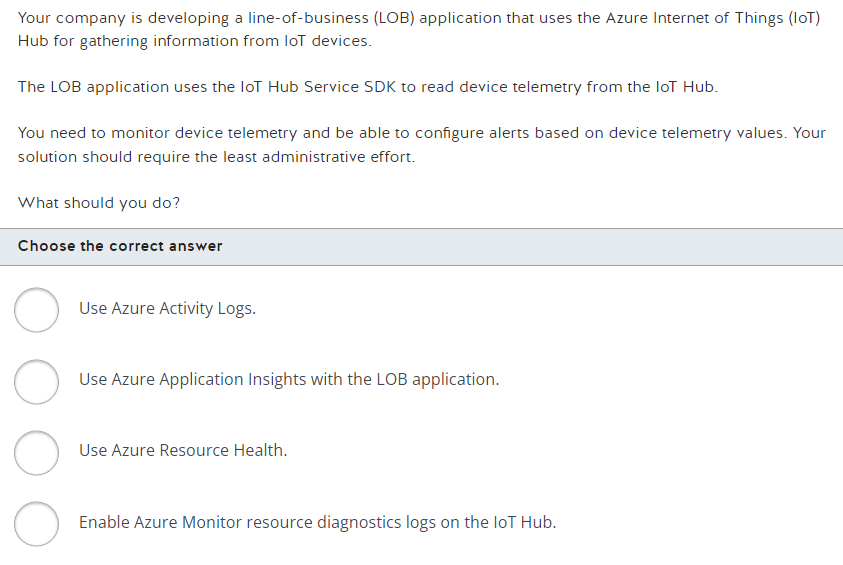 Your company is developing a line-of-business (LOB) application that uses the Azure Internet of Things (IoT)
Hub for gathering information from IoT devices.
The LOB application uses the IoT Hub Service SDK to read device telemetry from the IoT Hub.
You need to monitor device telemetry and be able to configure alerts based on device telemetry values. Your
solution should require the least administrative effort.
What should you do?
Choose the correct answer
Use Azure Activity Logs.
Use Azure Application Insights with the LOB application.
Use Azure Resource Health.
Enable Azure Monitor resource diagnostics logs on the IoT Hub.